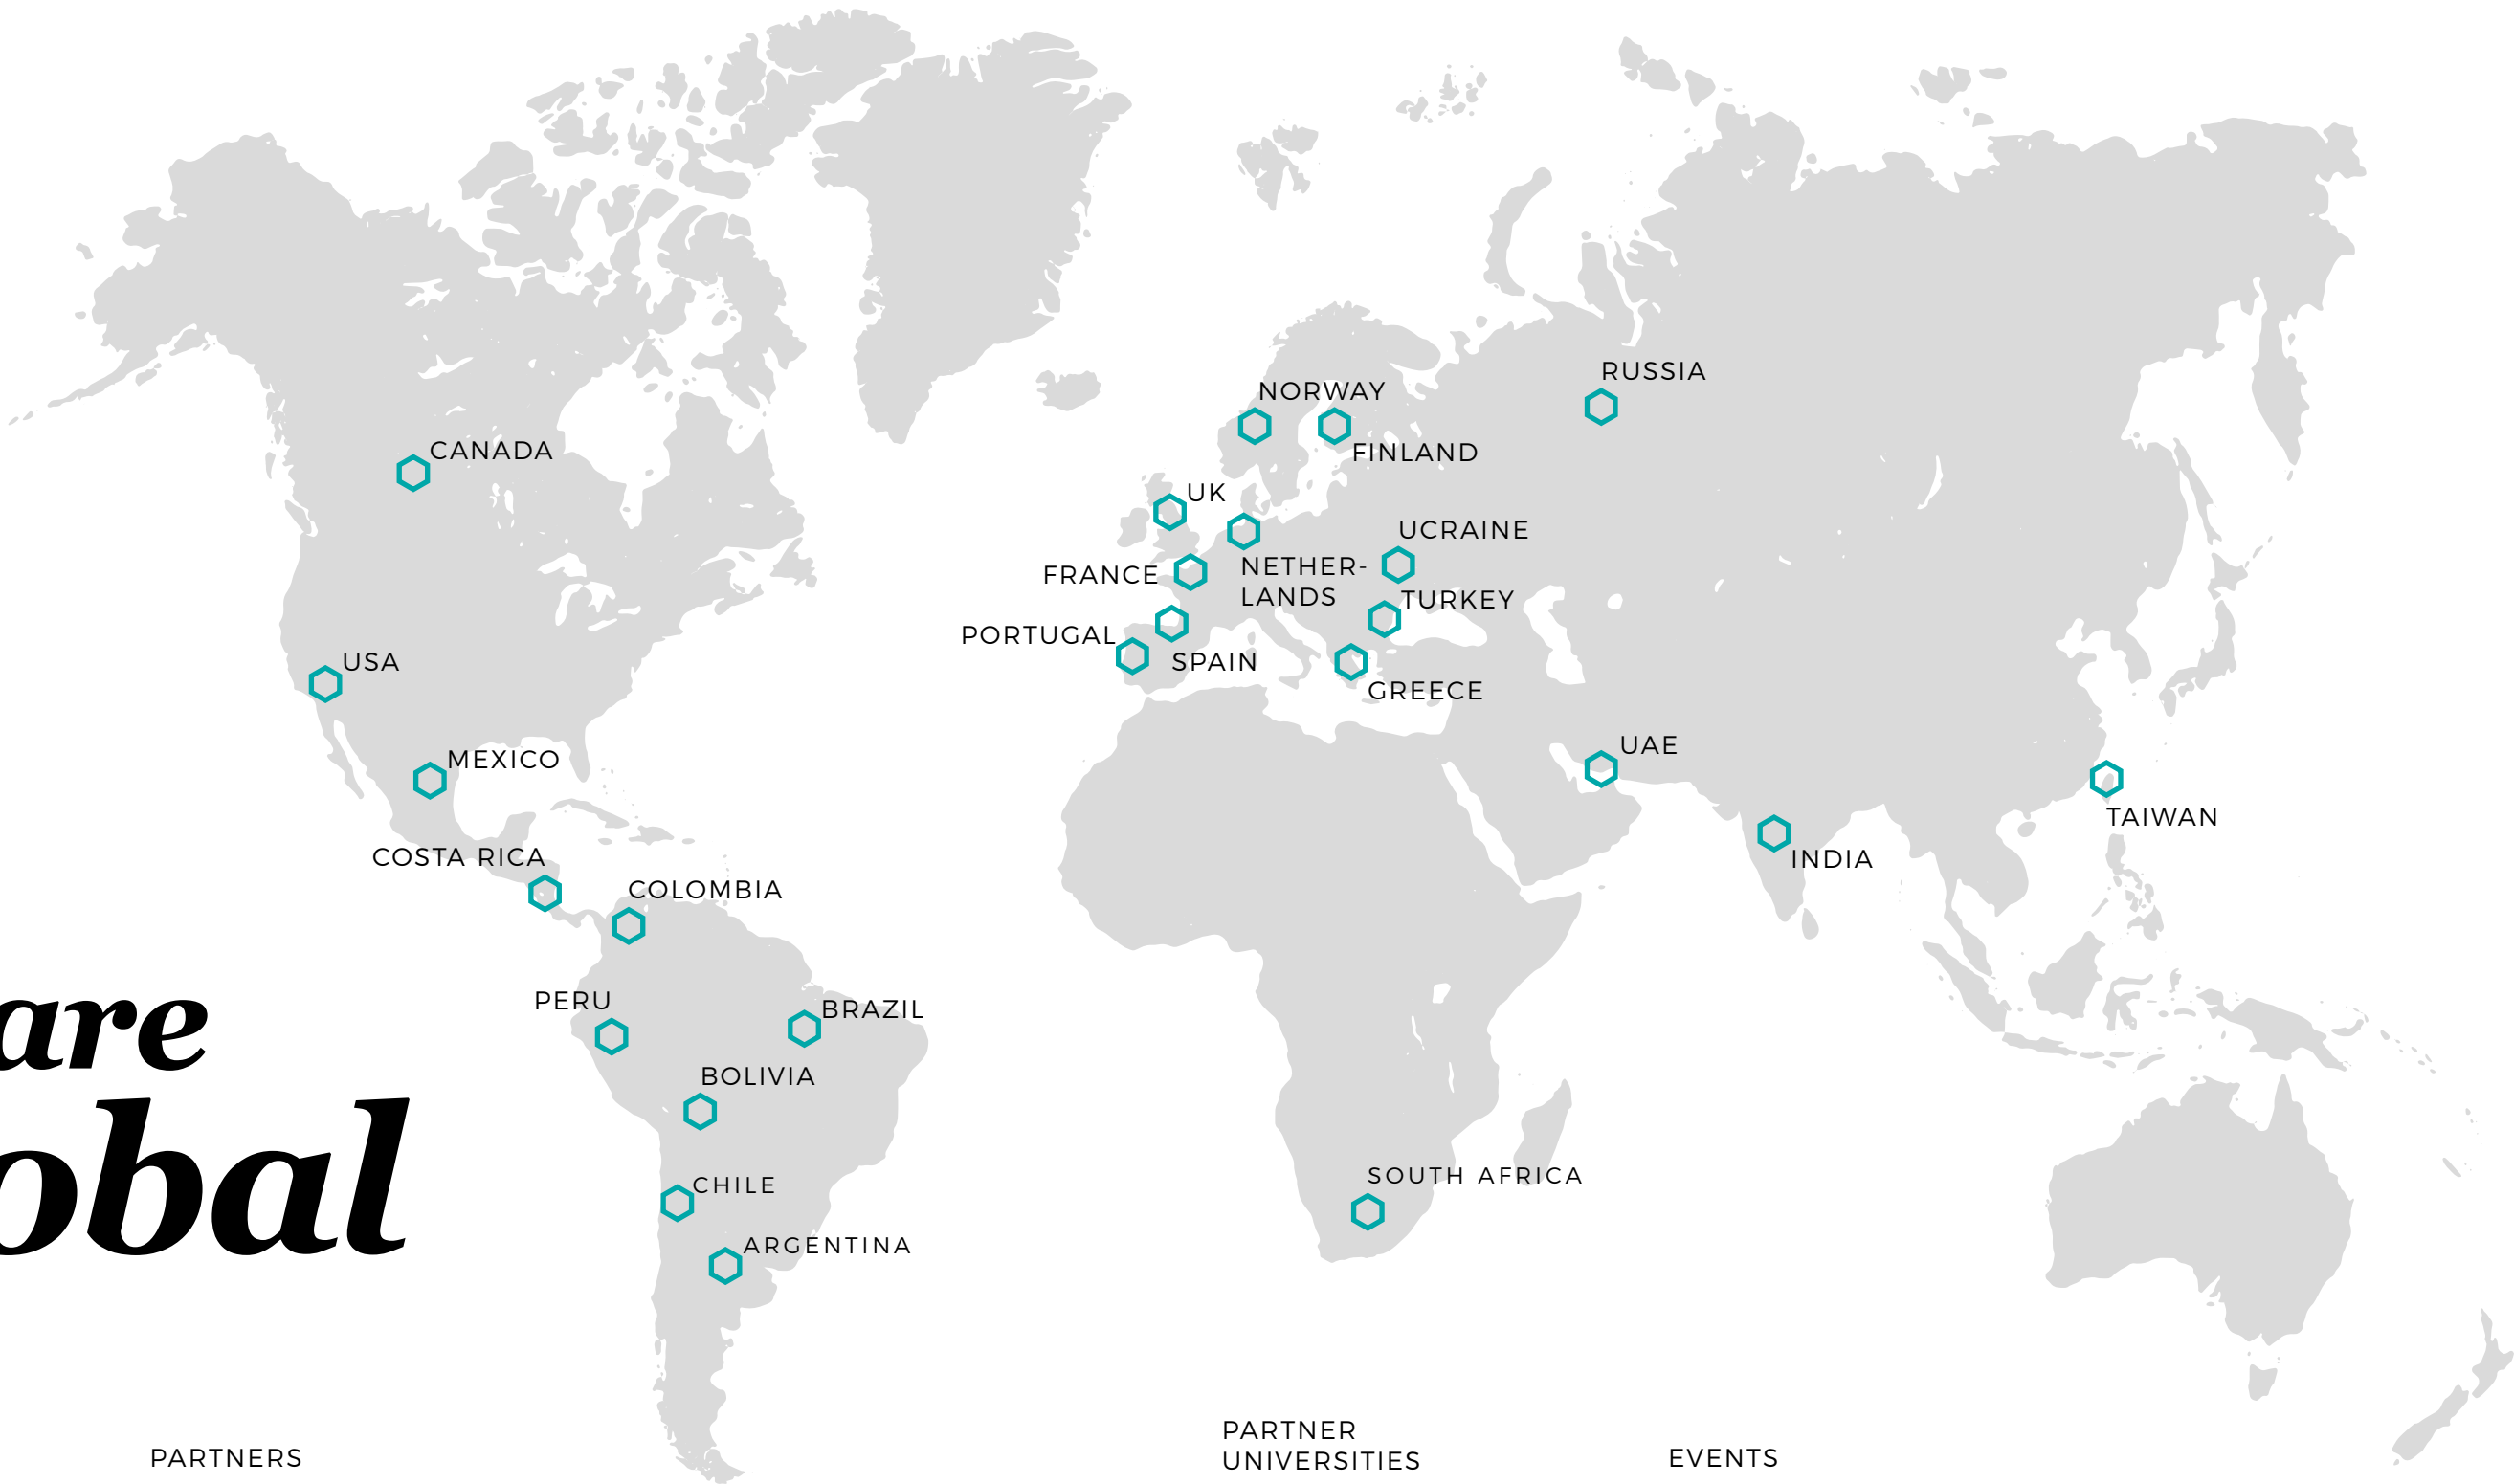 RUSSIA
NORWAY
FINLAND
CANADA
UK
UCRAINE
FRANCE
NETHER-
LANDS
TURKEY
PORTUGAL
SPAIN
USA
GREECE
MEXICO
UAE
TAIWAN
COSTA RICA
INDIA
COLOMBIA
PERU
BRAZIL
are
BOLIVIA
obal
SOUTH AFRICA
CHILE
ARGENTINA
PARTNERS
PARTNER
UNIVERSITIES
EVENTS